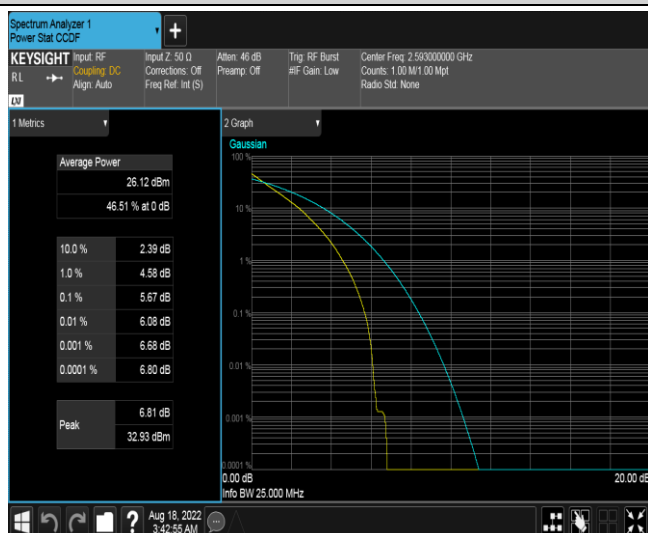 Spectrum Analyzer 1
Power Stat CCDF
+
KEYSIGHT
RL
LXI
Input: RF
Coupling: DC
Align: Auto
Input Z: 50 Ω
Corrections: Off
Freq Ref: Int (S)
Atten: 46 dB
Preamp: Off
Trig: RF Burst
#IF Gain: Low
Center Freq: 2.593000000 GHz
Counts: 1.00 M/1.00 Mpt
Radio Std: None
1 Metrics
Average Power
26.12 dBm
46.51 % at 0 dB
10.0 % 2.39 dB
1.0 % 4.58 dB
0.1 % 5.67 dB
0.01 % 6.08 dB
0.001 % 6.68 dB
0.0001 % 6.80 dB
Peak
6.81 dB
32.93 dBm
2 Graph
Gaussian
100 %
10 %
1 %
0.1 %
0.01 %
0.001 %
0.0001 %
0.00 dB 20.00 dB
Info BW 25.000 MHz
?
Aug 18, 2022
3:42:55 AM